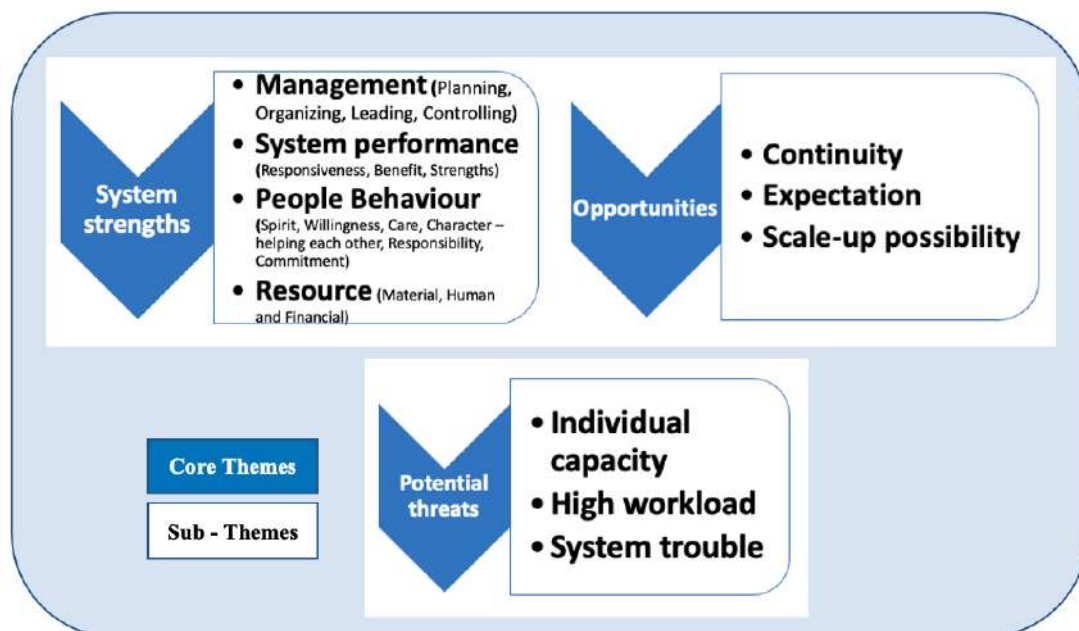 System
strengths
• Management (Planning,
Organizing, Leading, Controlling)
• System performance
(Responsiveness, Benefit, Strengths)
• People Behaviour
(Spirit, Willingness, Care, Character –
helping each other, Responsibility,
Commitment)
• Resource (Material, Human
and Financial)
Opportunities
• Continuity
• Expectation
• Scale-up possibility
Potential
threats
• Individual
capacity
• High workload
• System trouble
Core Themes
Sub - Themes